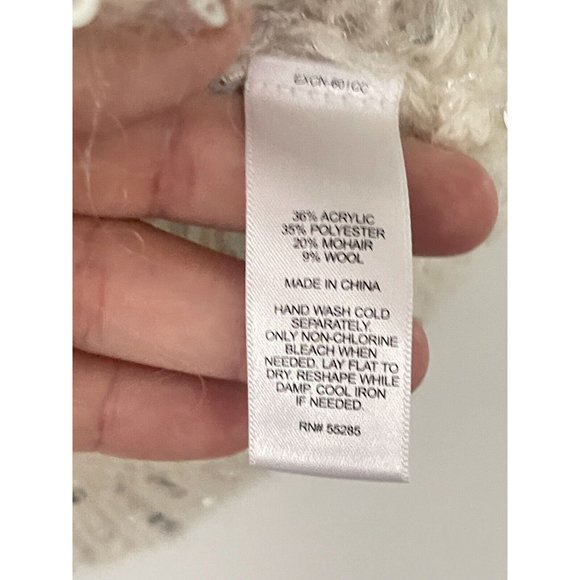 EXCN-601CC
36% ACRYLIC
35% POLYESTER
20% MOHAIR
9% WOOL
MADE IN CHINA
HAND WASH COLD
SEPARATELY.
ONLY NON-CHLORINE
BLEACH WHEN
NEEDED. LAY FLAT TO
DRY. RESHAPE WHILE
DAMP. COOL IRON
IF NEEDED.
RN# 55285